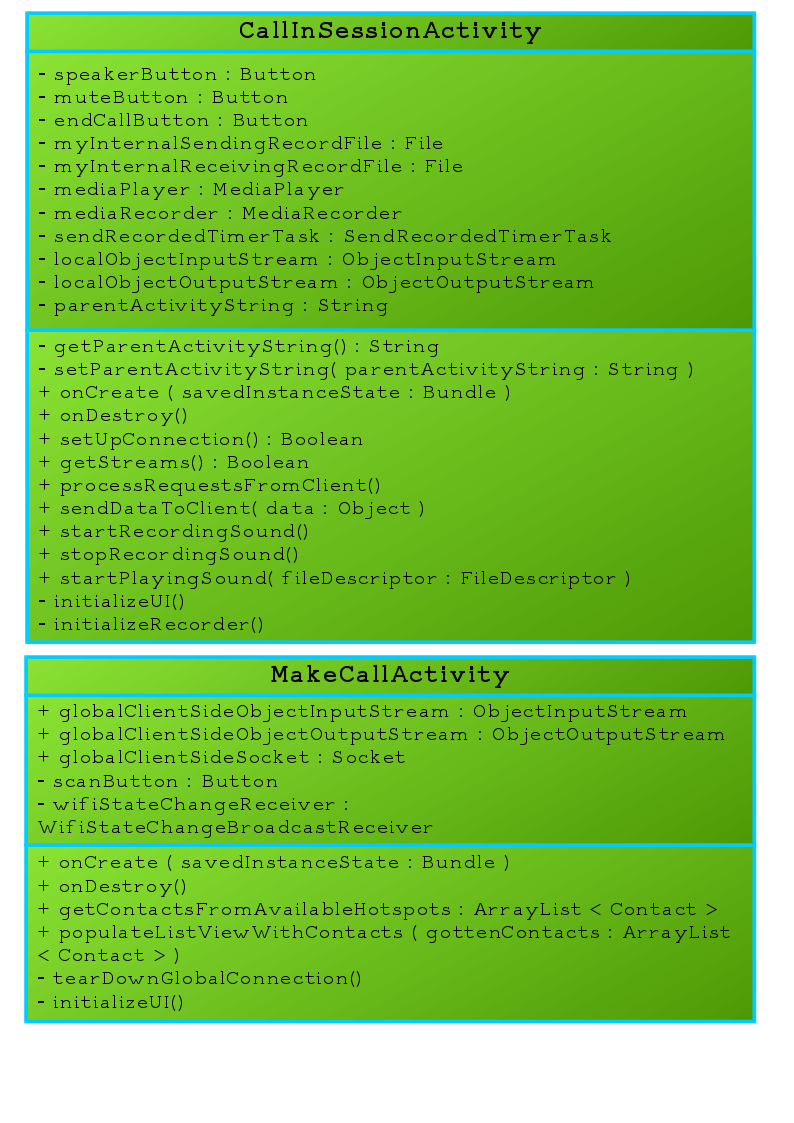 CallInSessionActivity
- speakerButton : Button
- muteButton : Button
- endCallButton : Button
- myInternalSendingRecordFile : File
- myInternalReceivingRecordFile : File
- mediaPlayer : MediaPlayer
- mediaRecorder : MediaRecorder
- sendRecordedTimerTask : SendRecordedTimerTask
- localObjectInputStream : ObjectInputStream
- localObjectOutputStream : ObjectOutputStream
- parentActivityString : String
- getParentActivityString() : String
- setParentActivityString( parentActivityString : String )
+ onCreate ( savedInstanceState : Bundle )
+ onDestroy()
+ setUpConnection() : Boolean
+ getStreams() : Boolean
+ processRequestsFromClient()
+ sendDataToClient( data : Object )
+ startRecordingSound()
+ stopRecordingSound()
+ startPlayingSound( fileDescriptor : FileDescriptor )
- initializeUI()
- initializeRecorder()
MakeCallActivity
+ globalClientSideObjectInputStream : ObjectInputStream
+ globalClientSideObjectOutputStream : ObjectOutputStream
+ globalClientSideSocket : Socket
- scanButton : Button
- wifiStateChangeReceiver :
WifiStateChangeBroadcastReceiver
+ onCreate ( savedInstanceState : Bundle )
+ onDestroy()
+ getContactsFromAvailableHotspots : ArrayList < Contact >
+ populateListViewWithContacts ( gottenContacts : ArrayList
< Contact > )
- tearDownGlobalConnection()
- initializeUI()